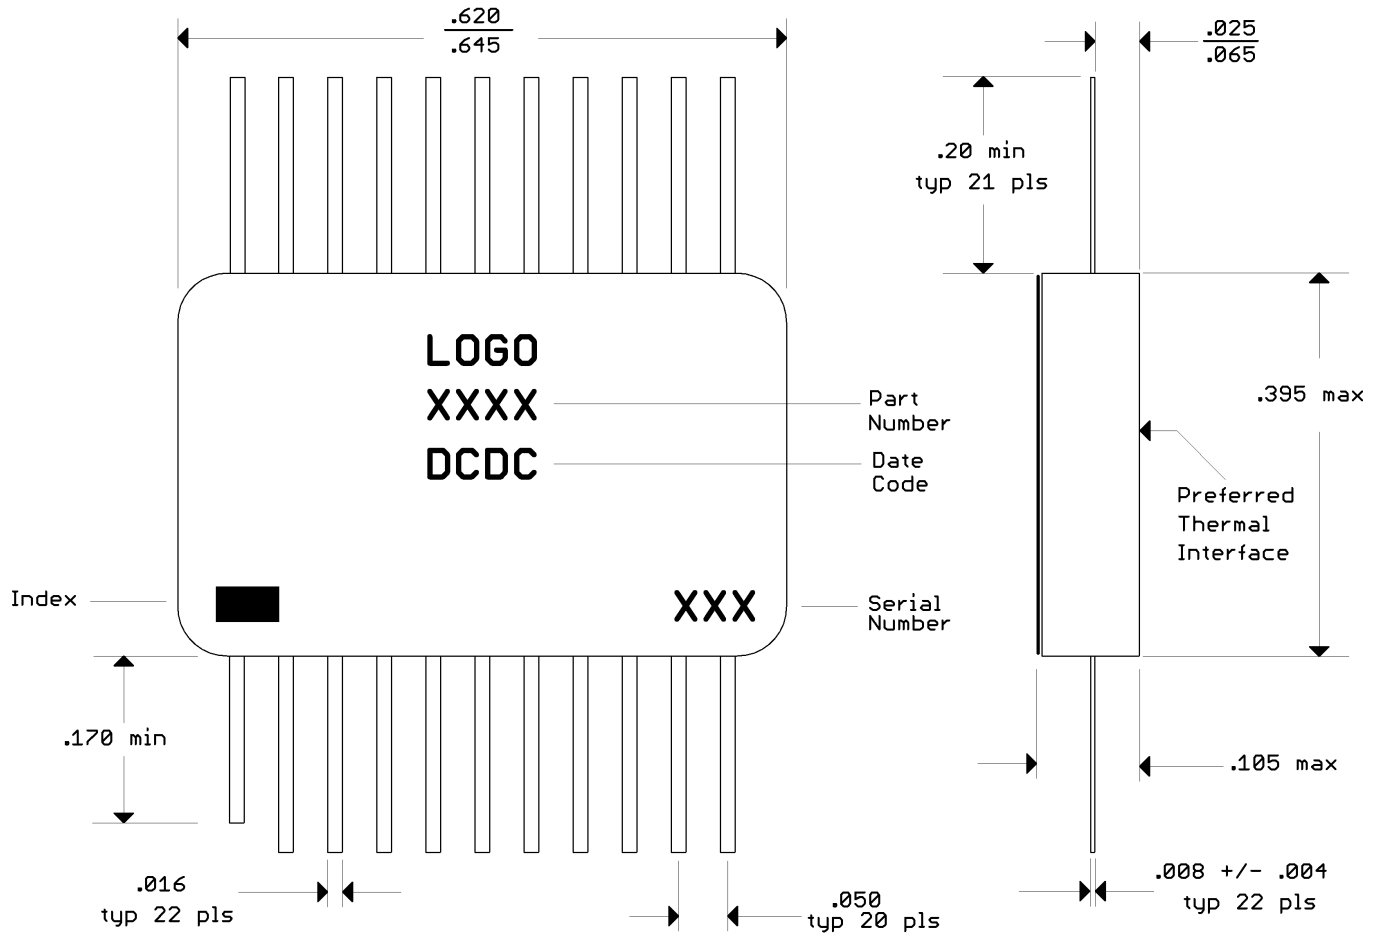 .620
.645
.025
.065
.20 min
typ 21 pls
LOGO
XXXX
Part
Number
DCDC
Date
Code
.395 max
Preferred
Thermal
Interface
Index
XXX
Serial
Number
.170 min
.105 max
.016
typ 22 pls
.050
typ 20 pls
.008 +/- .004
typ 22 pls